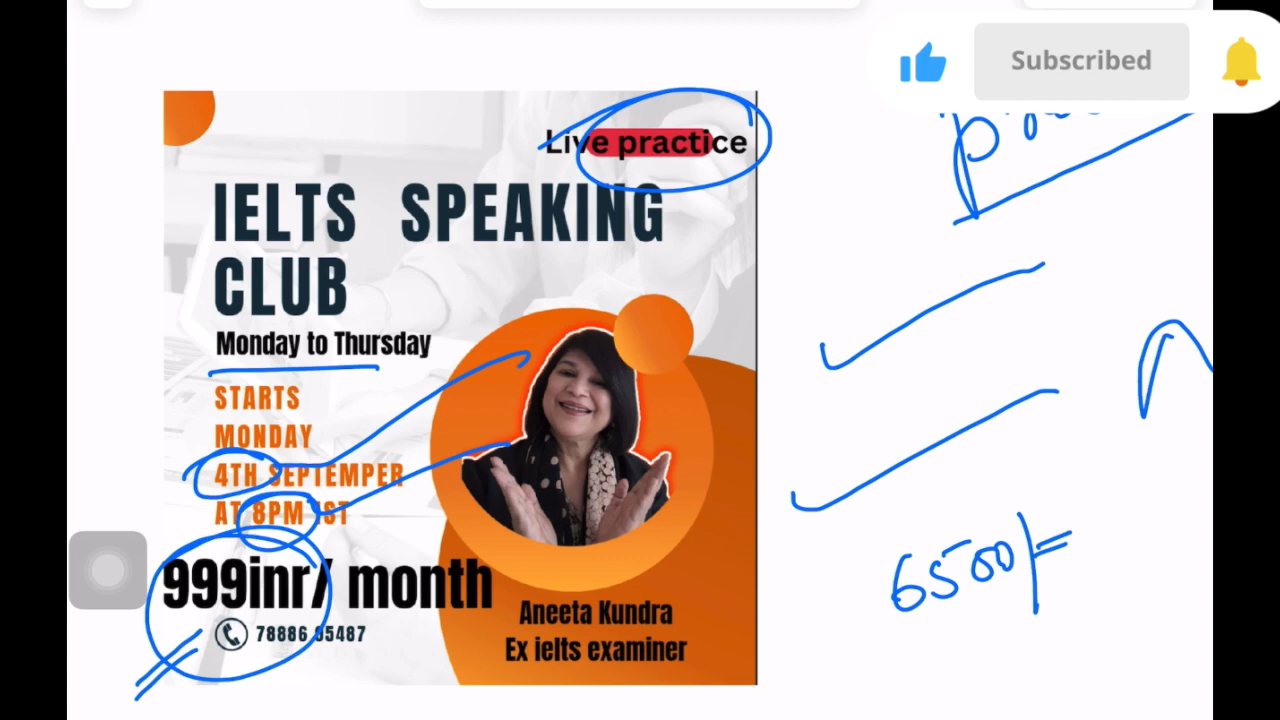 Subscribed
Live practice
IELTS SPEAKING
CLUB
Monday to Thursday
STARTS
MONDAY
4TH SEPTEMPER
AT 8PM IST
999inr/ month
78886 95487
Aneeta Kundra
Ex ielts examiner
6500/=